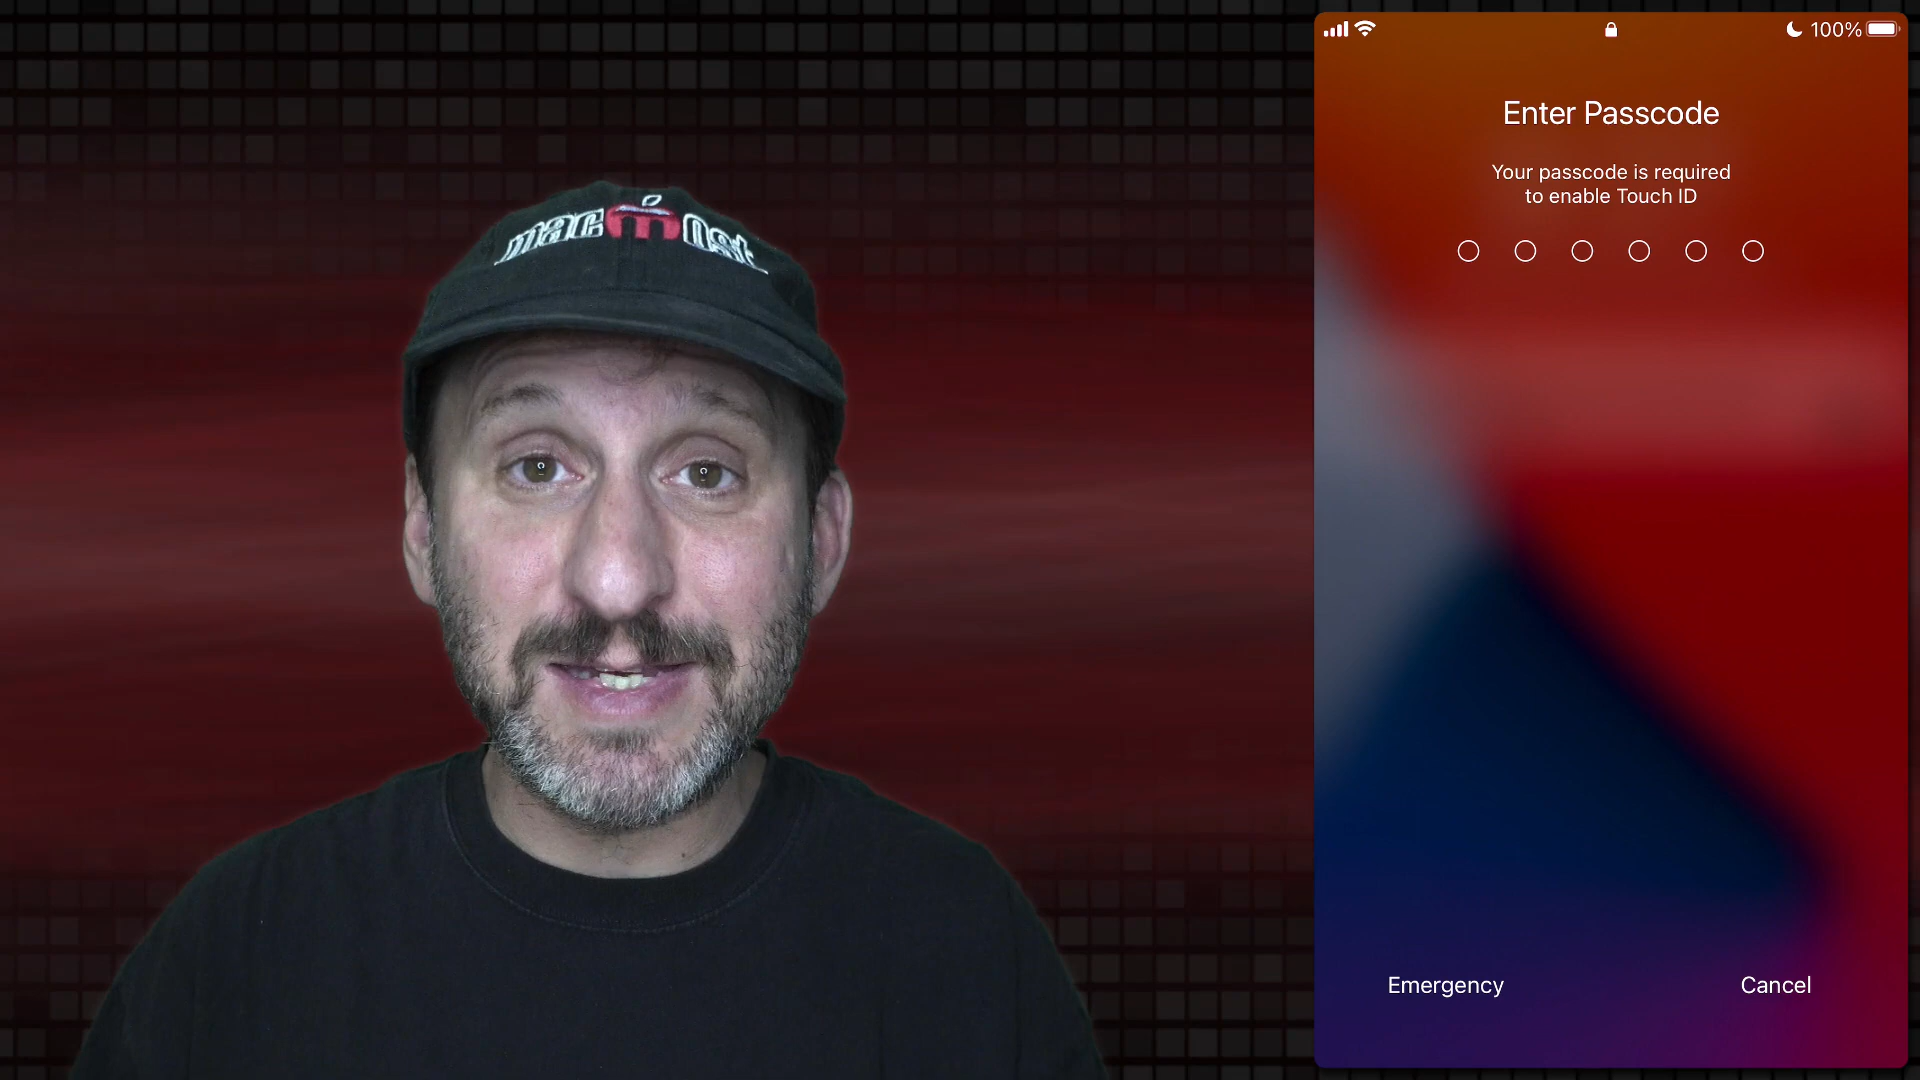 macmost
100%
Enter Passcode
Your passcode is required
to enable Touch ID
Emergency
Cancel